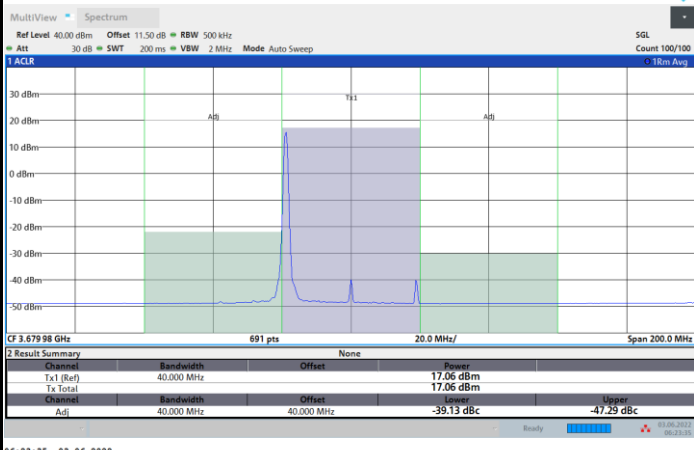 MultiView Spectrum
Ref Level 40.00 dBm Offset 11.50 dB RBW 500 kHz SGL
Att 30 dB SWT 200 ms VBW 2 MHz Mode Auto Sweep Count 100/100
1 ACLR 1Rm Avg
30 dBm
Tx1
20 dBm
Adj Adj
10 dBm
0 dBm
-10 dBm
-20 dBm
-30 dBm
-40 dBm
-50 dBm
CF 3.67998 GHz 691 pts 20.0 MHz/ Span 200.0 MHz
2 Result Summary None
Channel Bandwidth Offset Power
Tx1 (Ref) 40.000 MHz 17.06 dBm
Tx Total 17.06 dBm
Channel Bandwidth Offset Lower Upper
Adj 40.000 MHz 40.000 MHz -39.13 dBc -47.29 dBc
Ready 03.06.2022
06:23:35